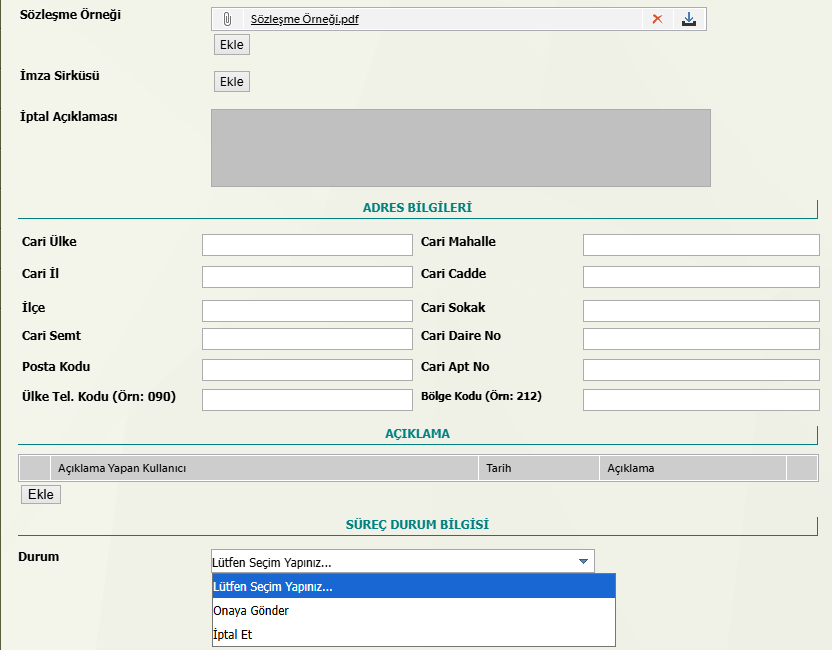 Sözleşme Örneği
Sözleşme Örneği.pdf
Ekle
İmza Sirküsü
Ekle
İptal Açıklaması
ADRES BİLGİLERİ
Cari Ülke
Cari Mahalle
Cari İl
Cari Cadde
İlçe
Cari Sokak
Cari Semt
Cari Daire No
Posta Kodu
Cari Apt No
Ülke Tel. Kodu (Örn: 090)
Bölge Kodu (Örn: 212)
AÇIKLAMA
Açıklama Yapan Kullanıcı
Tarih
Açıklama
Ekle
SÜREÇ DURUM BİLGİSİ
Durum
Lütfen Seçim Yapınız...
Lütfen Seçim Yapınız...
Onaya Gönder
İptal Et